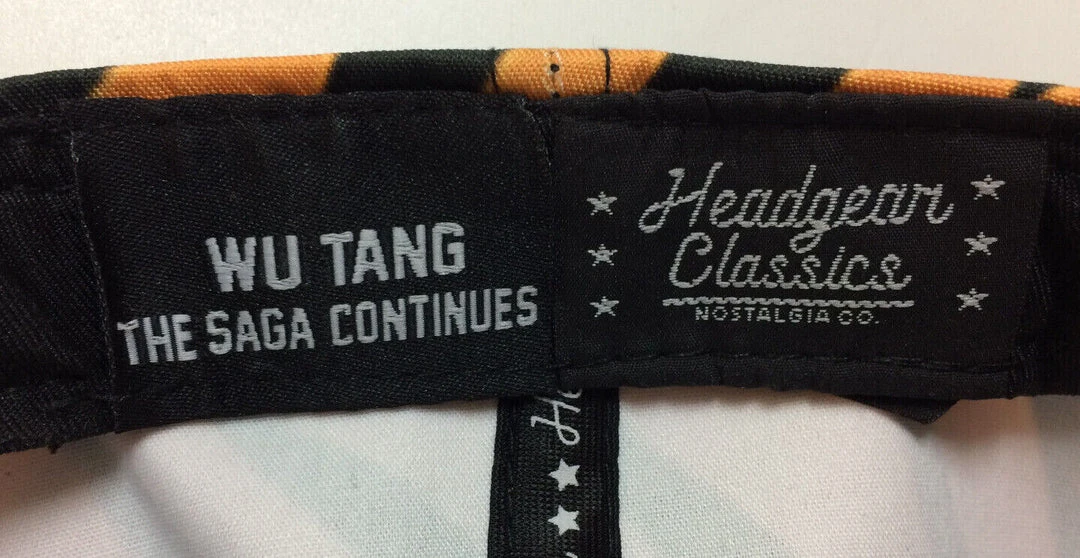 WU TANG
THE SAGA CONTINUES
Headgear
Classics
NOSTALGIA CO.